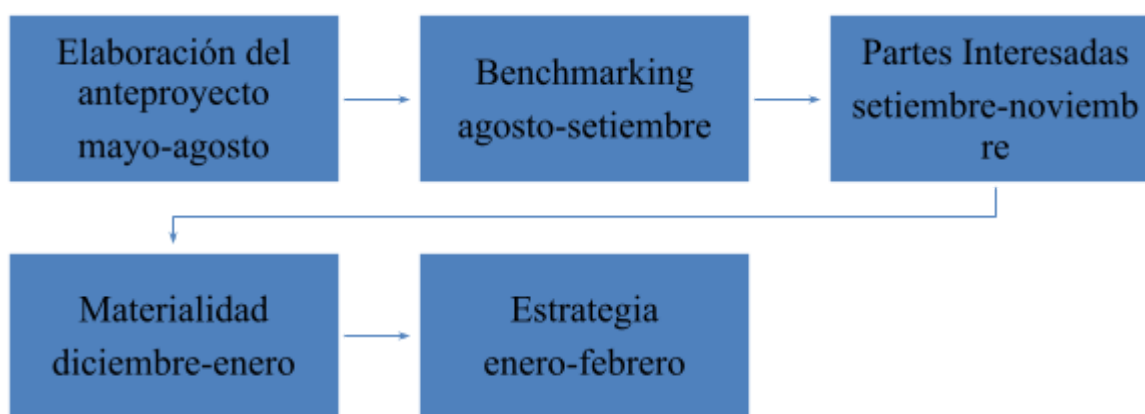 Elaboración del
anteproyecto
mayo-agosto
Benchmarking
agosto-setiembre
Partes Interesadas
setiembre-noviemb
re
Materialidad
diciembre-enero
Estrategia
enero-febrero